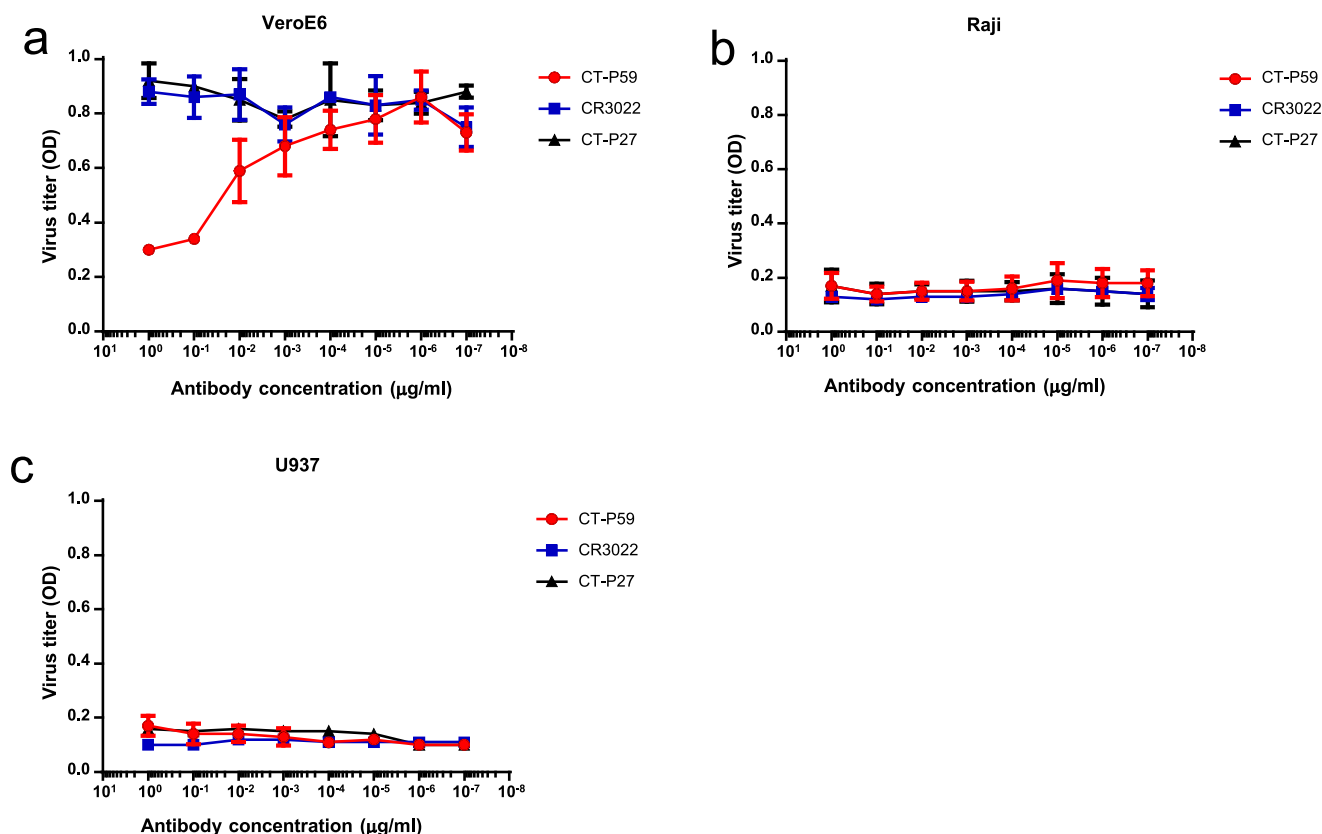 a
VeroE6
1.0
0.8
0.6
0.4
0.2
0.0
Virus titer (OD)
10¹ 10⁰ 10⁻¹ 10⁻² 10⁻³ 10⁻⁴ 10⁻⁵ 10⁻⁶ 10⁻⁷ 10⁻⁸
Antibody concentration (μg/ml)
CT-P59
CR3022
CT-P27
b
Raji
1.0
0.8
0.6
0.4
0.2
0.0
Virus titer (OD)
10¹ 10⁰ 10⁻¹ 10⁻² 10⁻³ 10⁻⁴ 10⁻⁵ 10⁻⁶ 10⁻⁷ 10⁻⁸
Antibody concentration (μg/ml)
CT-P59
CR3022
CT-P27
c
U937
1.0
0.8
0.6
0.4
0.2
0.0
Virus titer (OD)
10¹ 10⁰ 10⁻¹ 10⁻² 10⁻³ 10⁻⁴ 10⁻⁵ 10⁻⁶ 10⁻⁷ 10⁻⁸
Antibody concentration (μg/ml)
CT-P59
CR3022
CT-P27